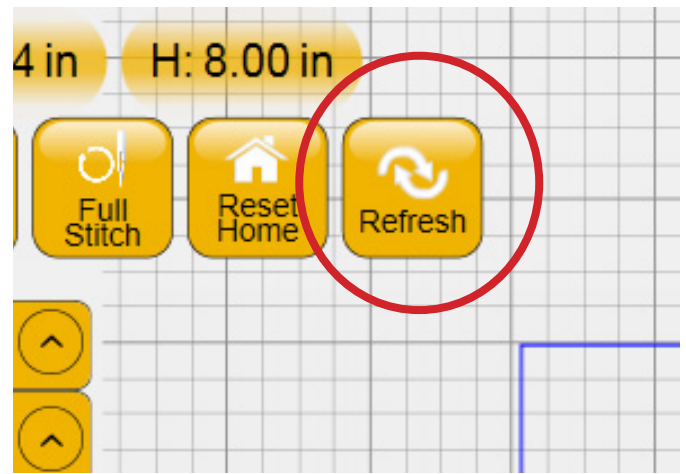 4 in H: 8.00 in
Full
Stitch
Reset
Home
Refresh